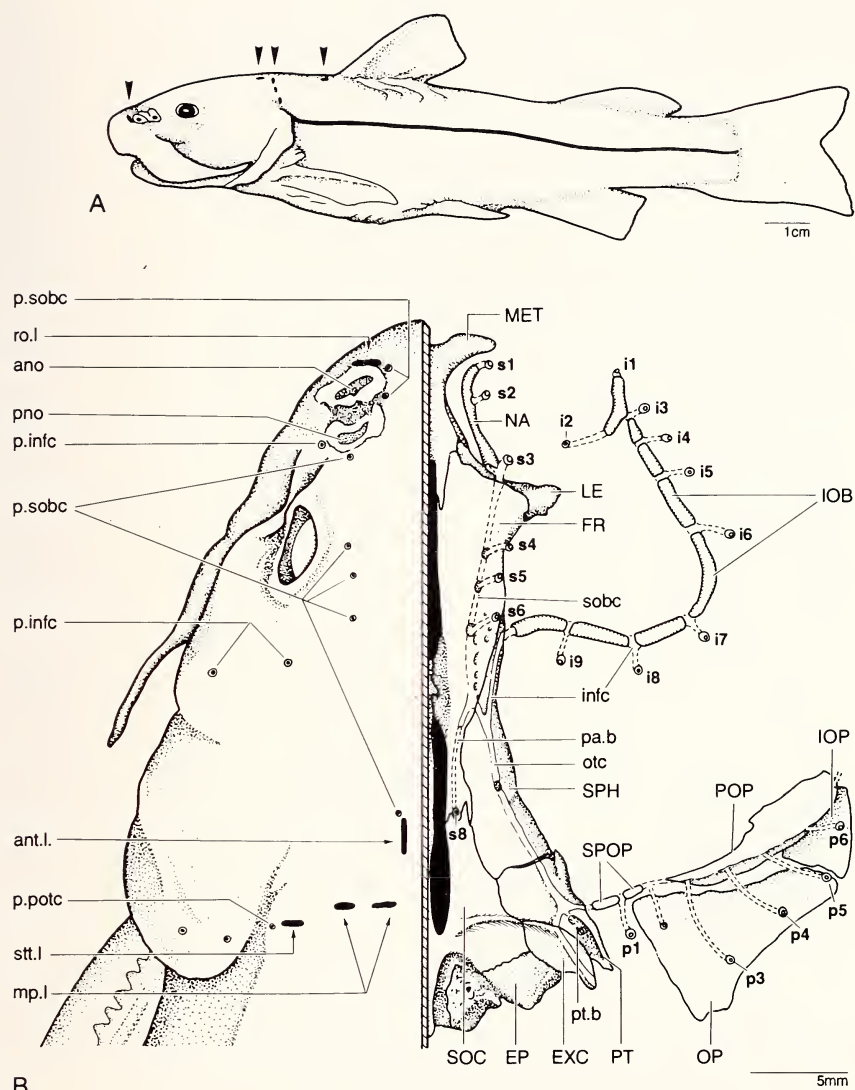 A
1cm
p.sobc
ro.l
ano
pno
p.infc
p.sobc
p.infc
ant.l.
p.potc
stt.l
mp.l
MET
s1
s2
NA
s3
LE
FR
s4
s5
sobc
s6
infc
pa.b
otc
SPH
s8
i1
i2
i3
i4
i5
IOB
i6
i7
i8
i9
IOP
POP
SPOP
p6
p5
p4
p1
p3
pt.b
SOC
EP
EXC
PT
OP
B
5mm